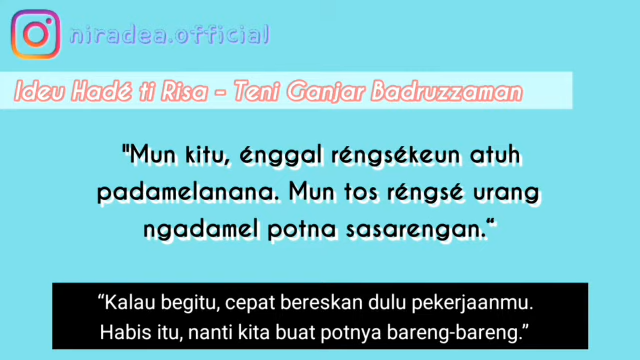 niradea.official
Ideu Hadé ti Risa - Teni Ganjar Badruzzaman
"Mun kitu, énggal réngsékeun atuh
padamelanana. Mun tos réngsé urang
ngadamel potna sasarengan.“
“Kalau begitu, cepat bereskan dulu pekerjaanmu.
Habis itu, nanti kita buat potnya bareng-bareng.”